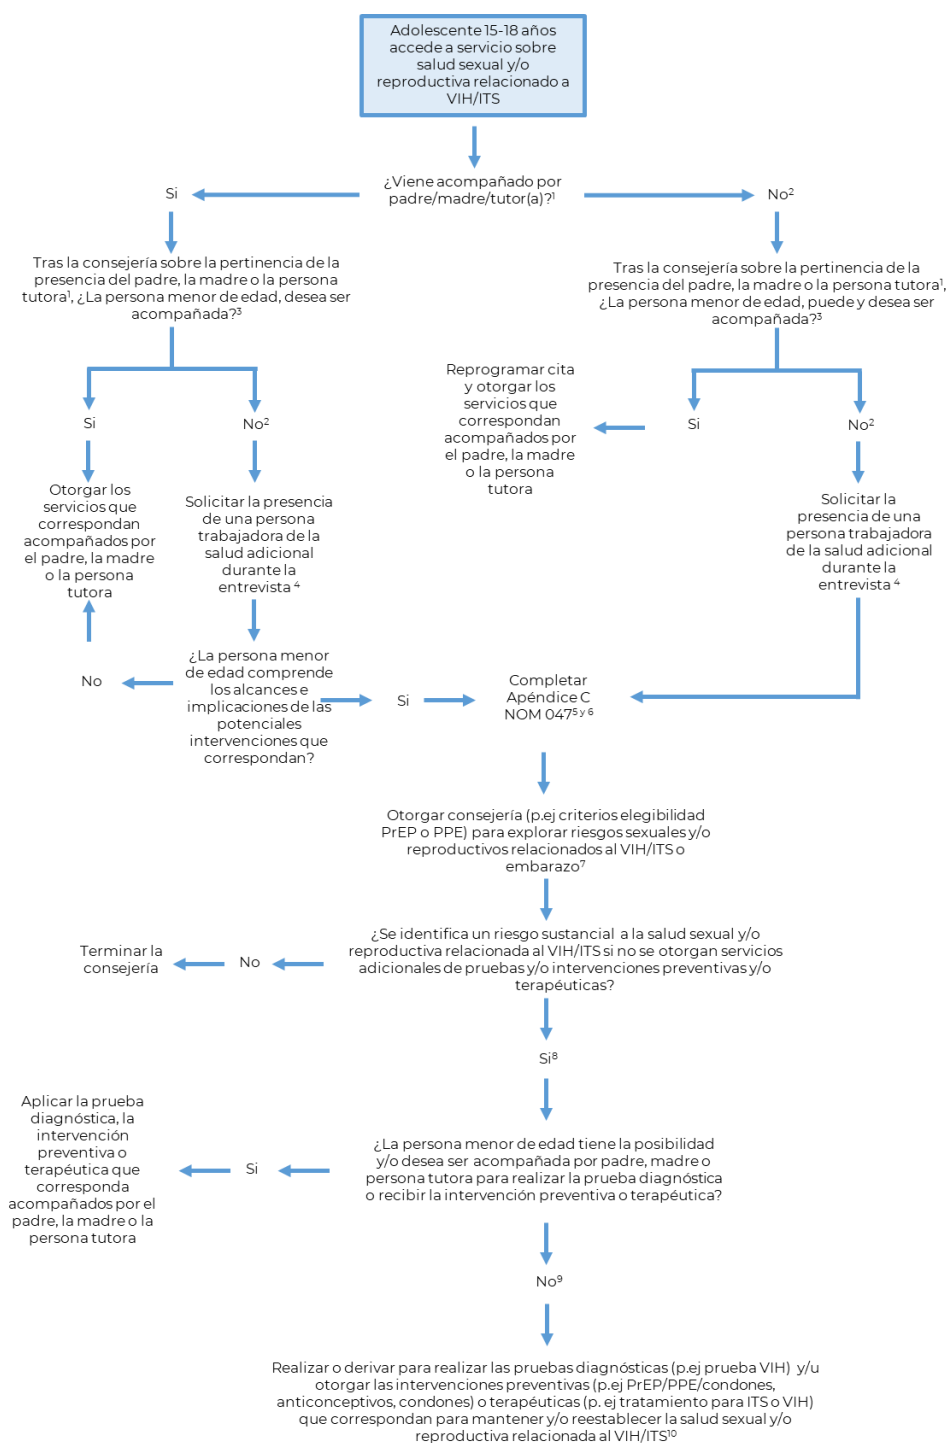 Adolescente 15-18 años
accede a servicio sobre
salud sexual y/o
reproductiva relacionado a
VIH/ITS
¿Viene acompañado por
padre/madre/tutor(a)?¹
Si
No²
Tras la consejería sobre la pertinencia de la
presencia del padre, la madre o la persona
tutora¹, ¿La persona menor de edad, desea ser
acompañada?³
Tras la consejería sobre la pertinencia de la
presencia del padre, la madre o la persona tutora¹,
¿La persona menor de edad, puede y desea ser
acompañada?³
Si
No²
Reprogramar cita
y otorgar los
servicios que
correspondan
acompañados por
el padre, la madre
o la persona
tutora
Si
No²
Otorgar los
servicios que
correspondan
acompañados por
el padre, la madre
o la persona
tutora
Solicitar la presencia
de una persona
trabajadora de la
salud adicional
durante la
entrevista ⁴
Solicitar la
presencia de una
persona trabajadora
de la salud adicional
durante la
entrevista ⁴
No
¿La persona menor
de edad comprende
los alcances e
implicaciones de las
potenciales
intervenciones que
correspondan?
Si
Completar
Apéndice C
NOM 047⁵ ʸ ⁶
Otorgar consejería (p.ej criterios elegibilidad
PrEP o PPE) para explorar riesgos sexuales y/o
reproductivos relacionados al VIH/ITS o
embarazo⁷
¿Se identifica un riesgo sustancial a la salud sexual y/o
reproductiva relacionada al VIH/ITS si no se otorgan servicios
adicionales de pruebas y/o intervenciones preventivas y/o
terapéuticas?
No
Terminar la
consejería
Si⁸
¿La persona menor de edad tiene la posibilidad
y/o desea ser acompañada por padre, madre o
persona tutora para realizar la prueba diagnóstica
o recibir la intervención preventiva o terapéutica?
Si
Aplicar la prueba
diagnóstica, la
intervención
preventiva o
terapéutica que
corresponda
acompañados por el
padre, la madre o la
persona tutora
No⁹
Realizar o derivar para realizar las pruebas diagnósticas (p.ej prueba VIH) y/u
otorgar las intervenciones preventivas (p.ej PrEP/PPE/condones,
anticonceptivos, condones) o terapéuticas (p. ej tratamiento para ITS o VIH)
que correspondan para mantener y/o reestablecer la salud sexual y/o
reproductiva relacionada al VIH/ITS¹⁰